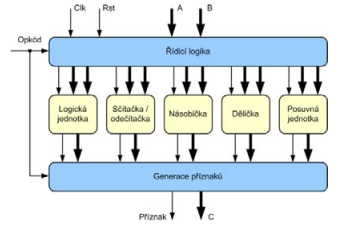 Clk Rst A B
Opkód
Řídicí logika
Logická jednotka
Sčítačka / odečítačka
Násobička
Dělička
Posuvná jednotka
Generace příznaků
Příznak C